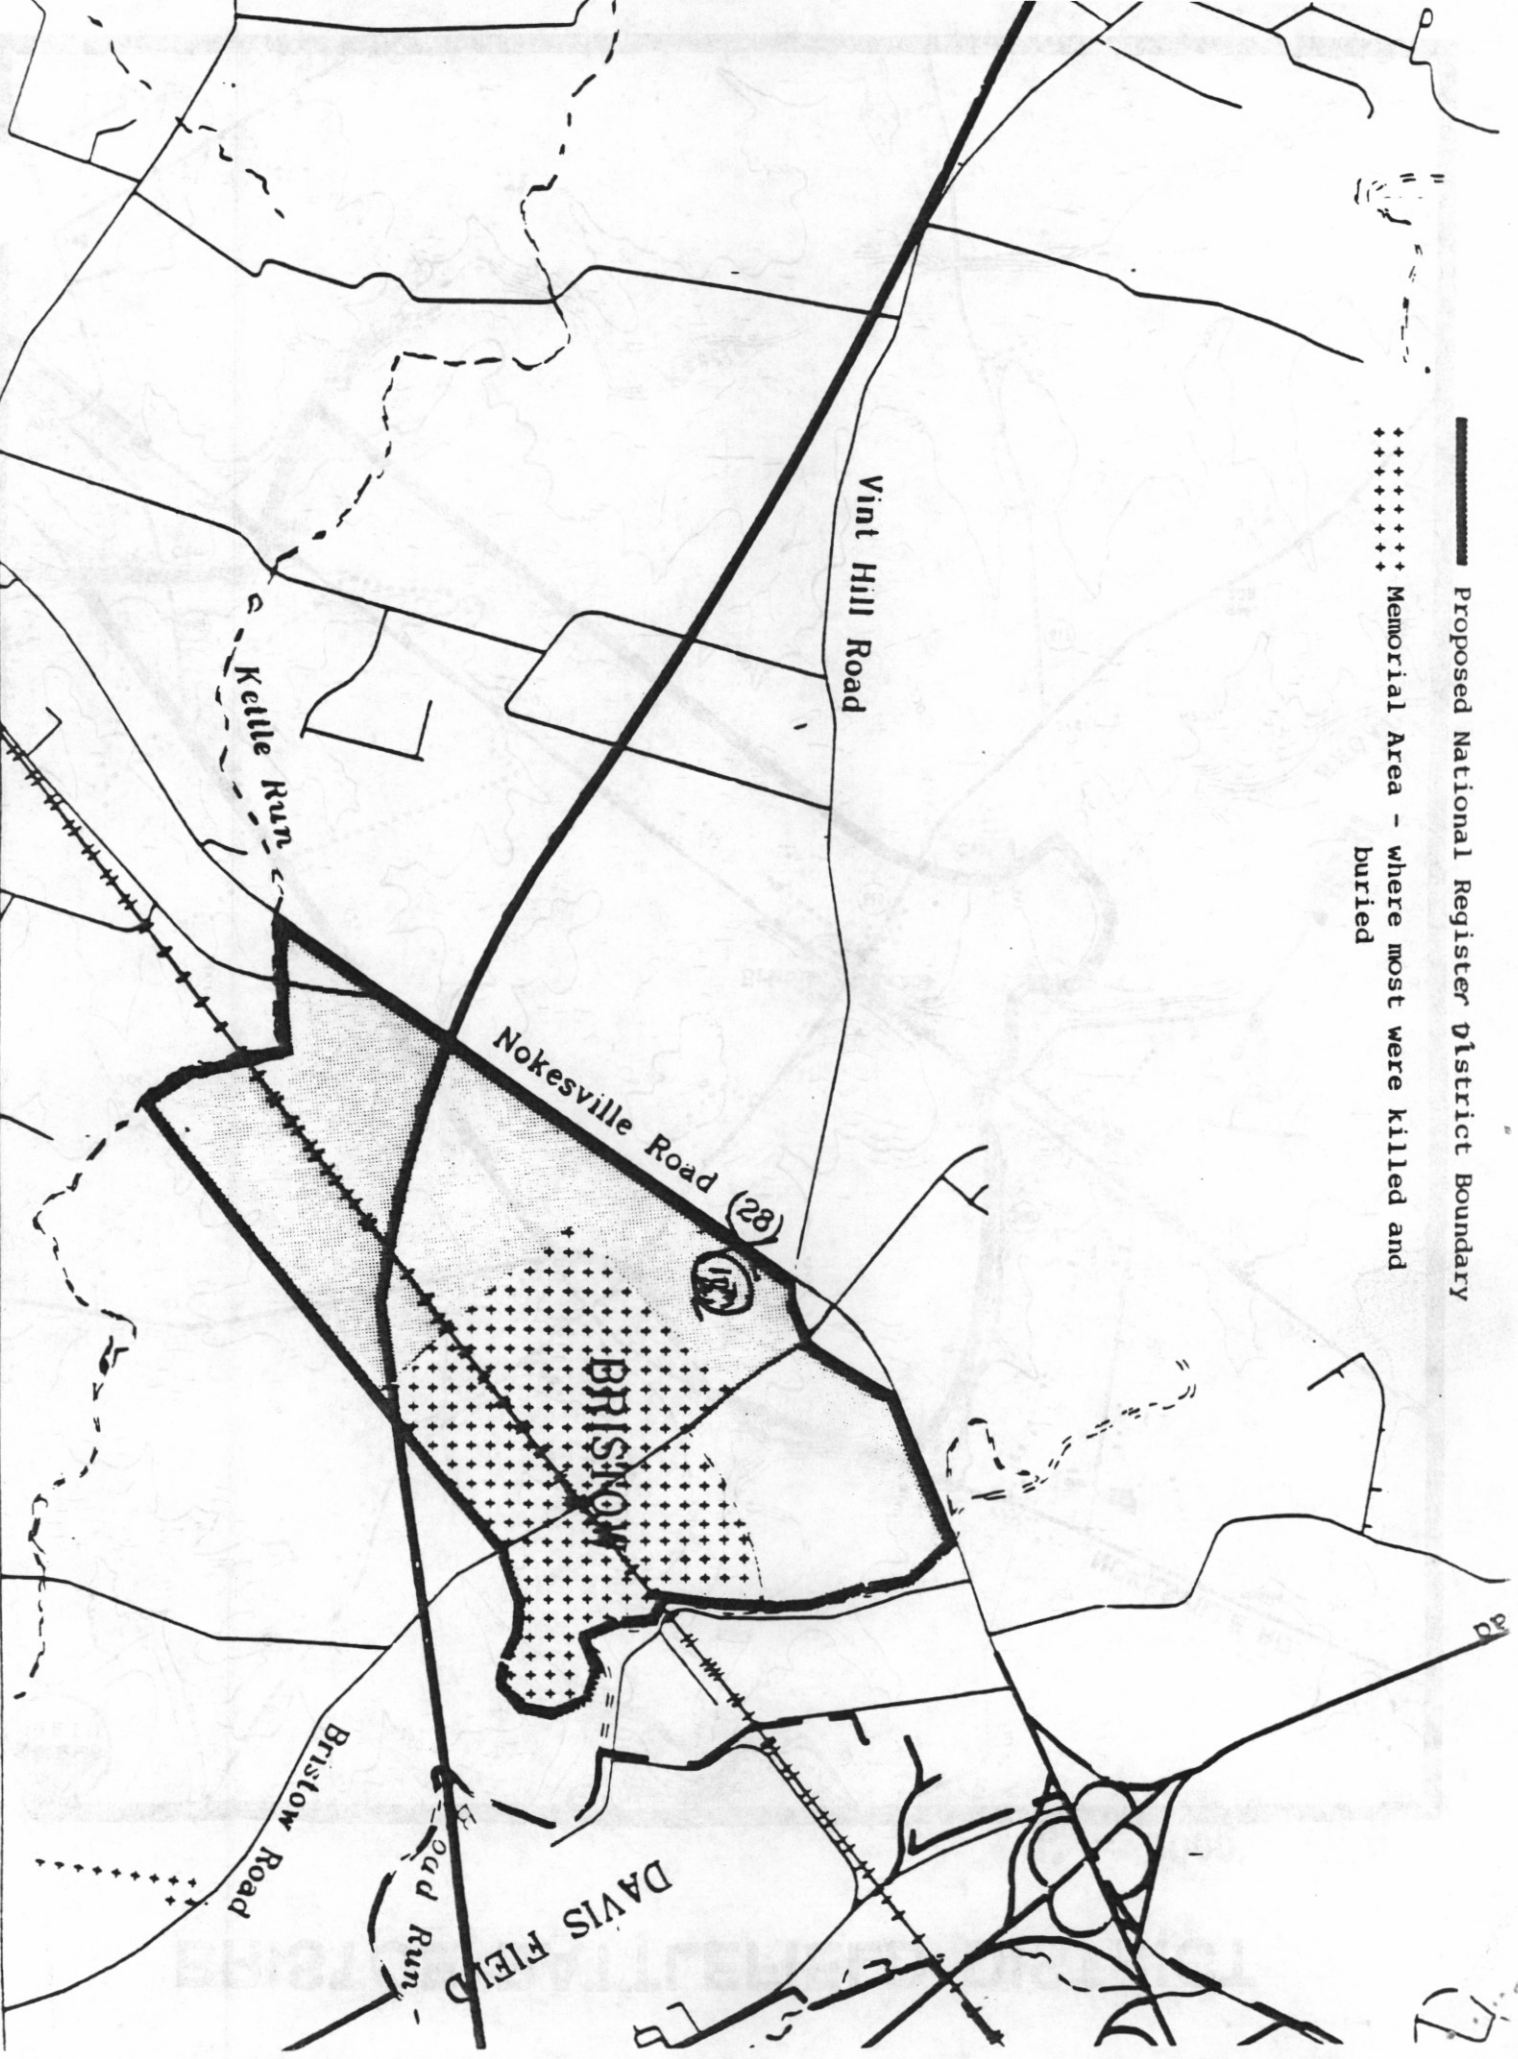 Proposed National Register District Boundary
Memorial Area - where most were killed and
buried
Vint Hill Road
Kettle Run
Nokesville Road (28)
BRISTOW
Bristow Road
DAVIS FIELD
Run